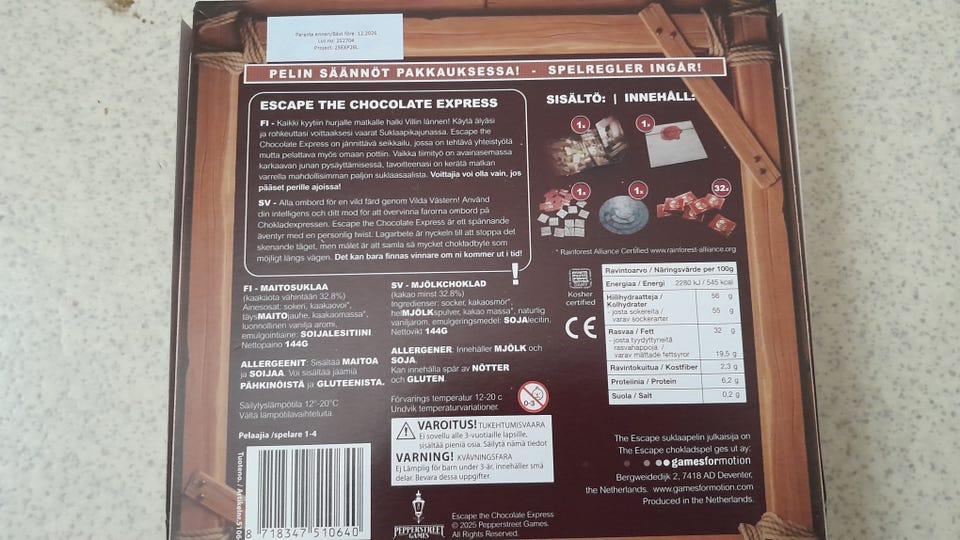 Parasta ennen/Bäst före: 12.2026
Lot no: 252704
Project: 25EXP26L
PELIN SÄÄNNÖT PAKKAUKSESSA! - SPELREGLER INGÅR!
ESCAPE THE CHOCOLATE EXPRESS
FI - Kaikki kyytiin hurjalle matkalle halki Villin lännen! Käytä älyäsi
ja rohkeuttasi voittaaksesi vaarat Suklaapikajunassa. Escape the
Chocolate Express on jännittävä seikkailu, jossa on tehtävä yhteistyötä
mutta pelattava myös omaan pottiin. Vaikka tiimityö on avainasemassa
karkaavan junan pysäyttämisessä, tavoitteenasi on kerätä matkan
varrella mahdollisimman paljon suklaasaalista. Voittajia voi olla vain, jos
pääset perille ajoissa!
SV - Alla ombord för en vild färd genom Vilda Västern! Använd
din intelligens och ditt mod för att övervinna farorna ombord på
Chokladexpressen. Escape the Chocolate Express är ett spännande
äventyr med en personlig twist. Lagarbete är nyckeln till att stoppa det
skenande tåget, men målet är att samla så mycket chokladbyte som
möjligt längs vägen. Det kan bara finnas vinnare om ni kommer ut i tid!
!
SISÄLTÖ: | INNEHÅLL:
1x
1x
1x
1x
32x
* Rainforest Alliance Certified www.rainforest-alliance.org
FI - MAITOSUKLAA
(kaakaota vähintään 32.8%)
Ainesosat: sokeri, kaakaovoi*,
täysMAITOjauhe, kaakaomassa*,
luonnollinen vanilja aromi,
emulgointiaine: SOIJALESITIINI.
Nettopaino 144G
ALLERGEENIT: Sisältää MAITOA
ja SOIJAA. Voi sisältää jäämiä
PÄHKINÖISTÄ ja GLUTEENISTA.
Säilytyslämpötila 12°-20°C
Vältä lämpötilavaihteluita.
Pelaajia /spelare 1-4
SV - MJÖLKCHOKLAD
(kakao minst 32.8%)
Ingredienser: socker, kakaosmör*,
helMJÖLKspulver, kakao massa*, naturlig
vaniljarom, emulgeringsmedel: SOJAlecitin.
Nettovikt 144G
ALLERGENER: Innehåller MJÖLK och
SOJA.
Kan innehålla spår av NÖTTER
och GLUTEN.
Förvarings temperatur 12-20 c
Undvik temperaturvariationer.
Kosher
certified
CE
Ravintoarvo / Näringsvärde per 100g
Energiaa / Energi 2280 kJ / 545 kcal
Hiilihydraatteja / 56 g
Kolhydrater
- josta sokereita / 55 g
varav sockerarter
Rasvaa / Fett 32 g
- josta tyydyttyneitä
rasvahappoja: /
varav mättade fettsyror 19,5 g
Ravintokuitua / Kostfiber 2,3 g
Proteiinia / Protein 6,2 g
Suola / Salt 0,2 g
0-3
VAROITUS! TUKEHTUMISVAARA
Ei sovellu alle 3-vuotiaille lapsille,
sisältää pieniä osia. Säilytä nämä tiedot
VARNING! KVÄVNINGSFARA
Ej Lämplig för barn under 3-år, innehåller små
delar. Bevara dessa uppgifter.
The Escape suklaapelin julkaisija on
The Escape chokladspel ges ut ay:
gamesformotion
Bergweidedijk 2, 7418 AD Deventer,
the Netherlands. www.gamesformotion.com
Produced in the Netherlands.
Tuoteno. / Artikelnr.
8 718347 510640
PEPPERSTREET
GAMES
Escape the Chocolate Express
© 2025 Pepperstreet Games.
All Rights Reserved.